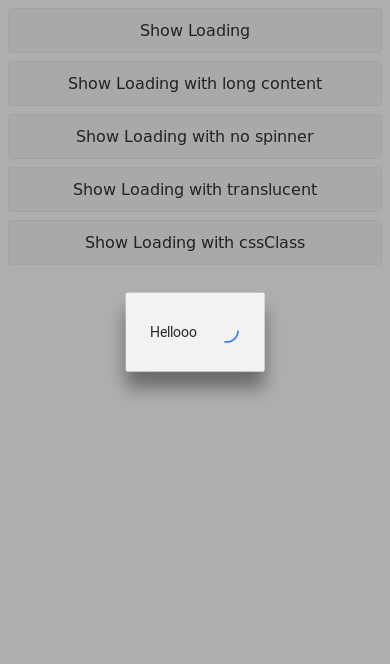 Show Loading
Show Loading with long content
Show Loading with no spinner
Show Loading with translucent
Show Loading with cssClass
Hellooo